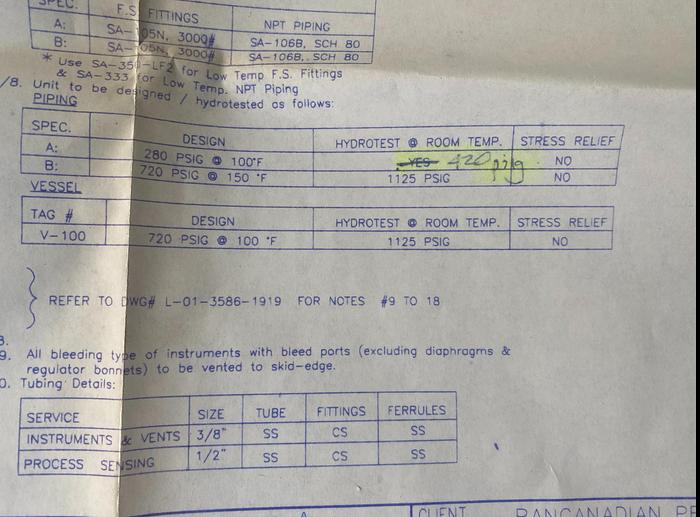 SPEC. F.S. FITTINGS NPT PIPING
A: SA-105N, 3000# SA-106B, SCH 80
B: SA-105N, 3000# SA-106B, SCH 80
* Use SA-350-LF2 for Low Temp F.S. Fittings
& SA-333 for Low Temp. NPT Piping
/8. Unit to be designed / hydrotested as follows:
PIPING
SPEC. DESIGN HYDROTEST @ ROOM TEMP. STRESS RELIEF
A: 280 PSIG @ 100°F YES 420 psig NO
B: 720 PSIG @ 150 °F 1125 PSIG NO
VESSEL
TAG # DESIGN HYDROTEST @ ROOM TEMP. STRESS RELIEF
V-100 720 PSIG @ 100 °F 1125 PSIG NO
REFER TO DWG# L-01-3586-1919 FOR NOTES #9 TO 18
8.
9. All bleeding type of instruments with bleed ports (excluding diaphragms &
regulator bonnets) to be vented to skid-edge.
0. Tubing Details:
SERVICE SIZE TUBE FITTINGS FERRULES
INSTRUMENTS & VENTS 3/8" SS CS SS
PROCESS SENSING 1/2" SS CS SS
CLIENT PANCANADIAN PE